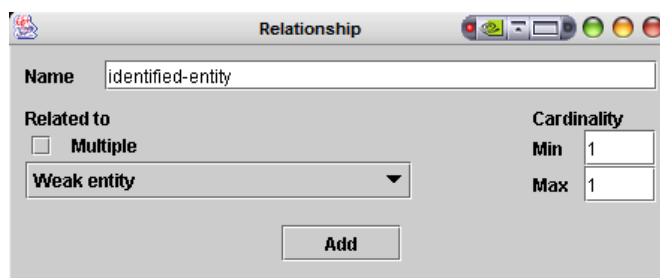 Relationship
Name identified-entity
Related to Cardinality
Multiple Min 1
Weak entity Max 1
Add